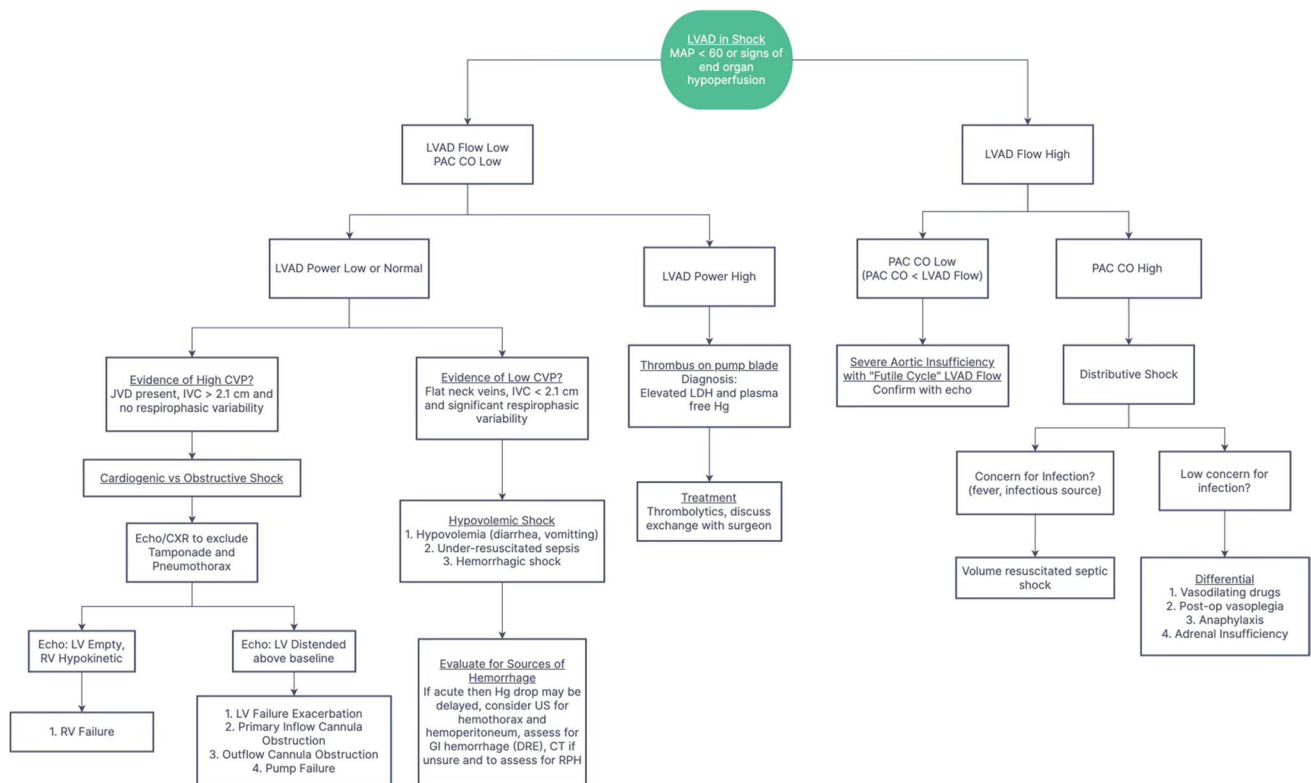 LVAD in Shock
MAP < 60 or signs of
end organ
hypoperfusion
LVAD Flow Low
PAC CO Low
LVAD Flow High
LVAD Power Low or Normal
LVAD Power High
PAC CO Low
(PAC CO < LVAD Flow)
PAC CO High
Evidence of High CVP?
JVD present, IVC > 2.1 cm and
no respirophasic variability
Evidence of Low CVP?
Flat neck veins, IVC < 2.1 cm
and significant respirophasic
variability
Thrombus on pump blade
Diagnosis:
Elevated LDH and plasma
free Hg
Severe Aortic Insufficiency
with "Futile Cycle" LVAD Flow
Confirm with echo
Distributive Shock
Cardiogenic vs Obstructive Shock
Hypovolemic Shock
1. Hypovolemia (diarrhea, vomitting)
2. Under-resuscitated sepsis
3. Hemorrhagic shock
Treatment
Thrombolytics, discuss
exchange with surgeon
Concern for Infection?
(fever, infectious source)
Low concern for
infection?
Echo/CXR to exclude
Tamponade and
Pneumothorax
Volume resuscitated septic
shock
Differential
1. Vasodilating drugs
2. Post-op vasoplegia
3. Anaphylaxis
4. Adrenal Insufficiency
Echo: LV Empty,
RV Hypokinetic
Echo: LV Distended
above baseline
Evaluate for Sources of
Hemorrhage
If acute then Hg drop may be
delayed, consider US for
hemothorax and
hemoperitoneum, assess for
GI hemorrhage (DRE), CT if
unsure and to assess for RPH
1. RV Failure
1. LV Failure Exacerbation
2. Primary Inflow Cannula
Obstruction
3. Outflow Cannula Obstruction
4. Pump Failure